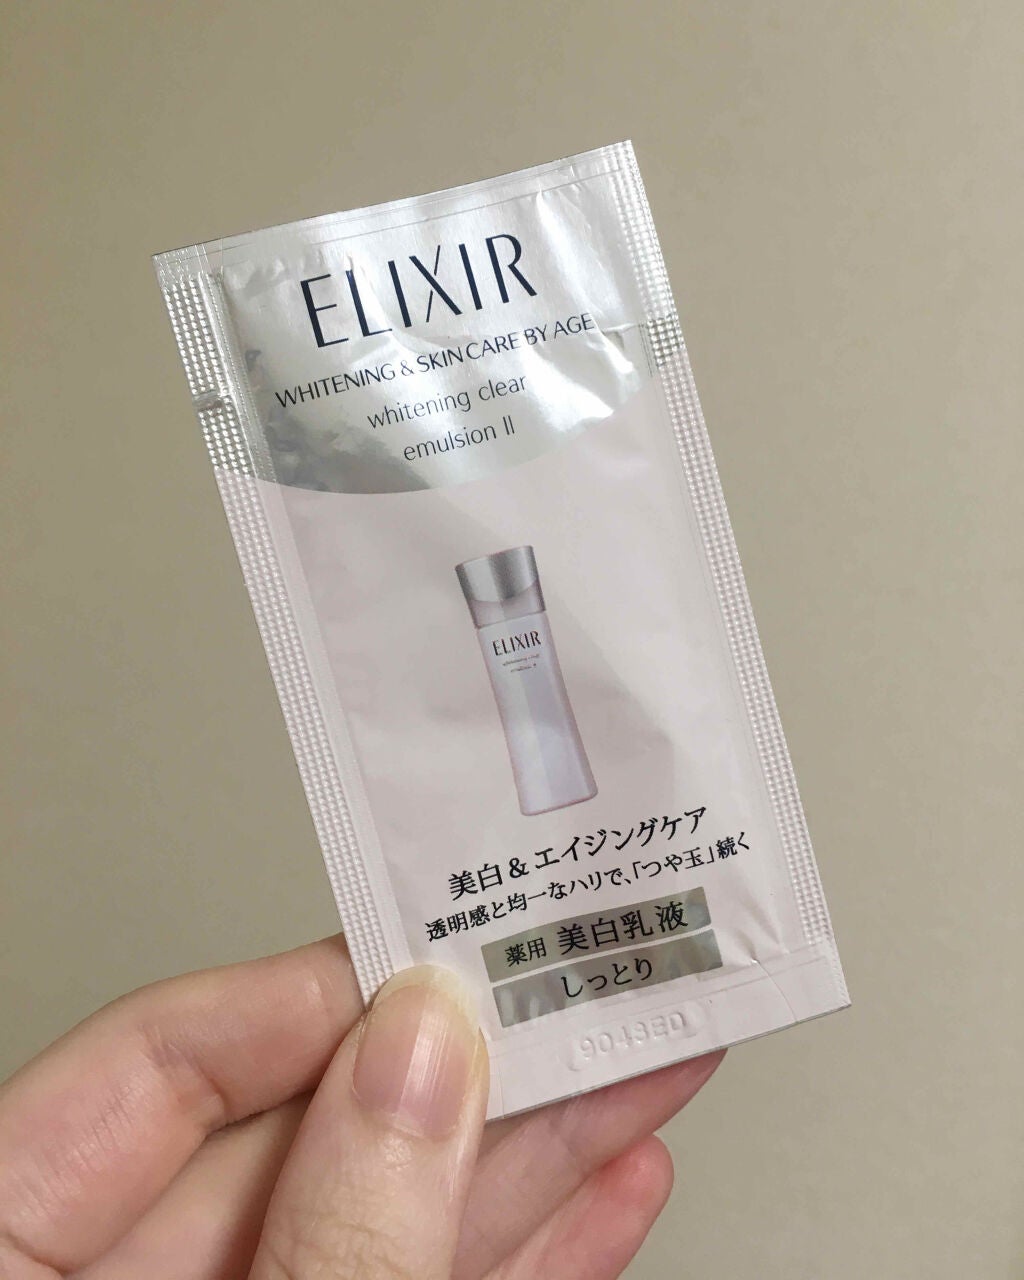 ELIXIR
WHITENING & SKIN CARE BY AGE
whitening clear
emulsion II
ELIXIR
美白&エイジングケア
透明感と均一なハリで、「つや玉」続く
薬用 美白乳液
しっとり